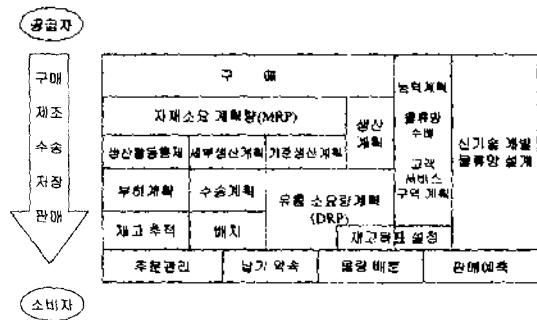 공급자
구매
제조
수송
저장
판매
소비자
구 매
자재소요 계획량(MRP)
생산활동통제 세부생산계획 기준생산계획
생산
계획
부하계획 수송계획
유통 소요량계획
(DRP)
재고 추적 배치
능력계획
물류망
수배
고객
서비스
구역 계획
재고목표 설정
신기술 개발
물류망 설계
주문관리 납기 약속 물량 배분 판매예측